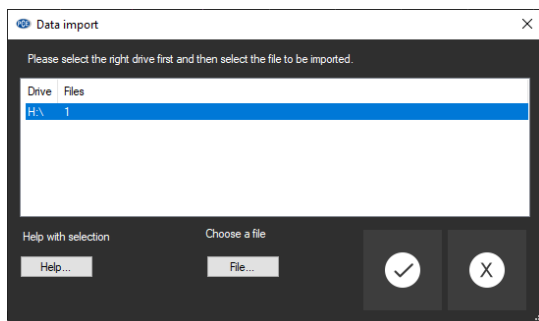 Data import
Please select the right drive first and then select the file to be imported.
Drive Files
H:\ 1
Help with selection
Choose a file
Help...
File...
X